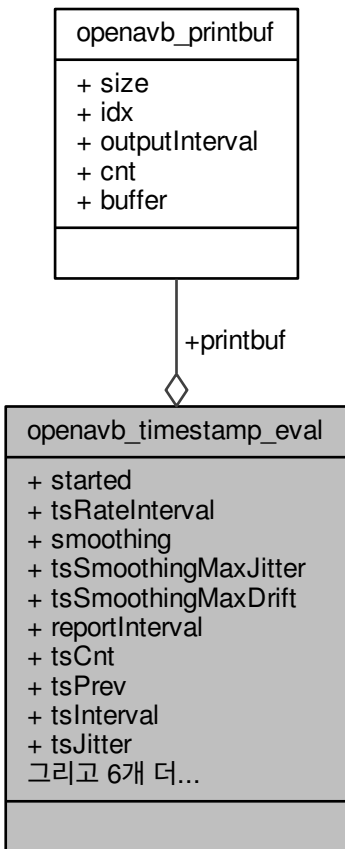 openavb_printbuf
+ size
+ idx
+ outputInterval
+ cnt
+ buffer
+printbuf
openavb_timestamp_eval
+ started
+ tsRateInterval
+ smoothing
+ tsSmoothingMaxJitter
+ tsSmoothingMaxDrift
+ reportInterval
+ tsCnt
+ tsPrev
+ tsInterval
+ tsJitter
그리고 6개 더...